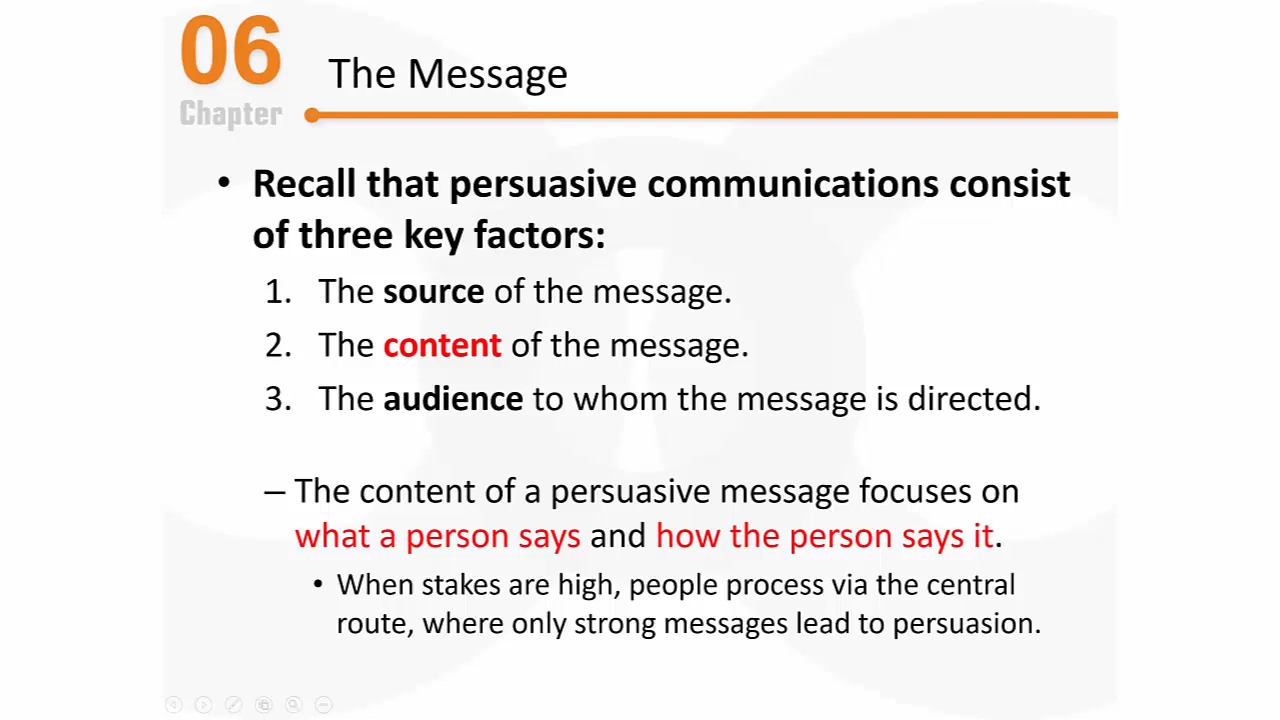 06
Chapter
The Message
• Recall that persuasive communications consist
of three key factors:
1. The source of the message.
2. The content of the message.
3. The audience to whom the message is directed.
– The content of a persuasive message focuses on
what a person says and how the person says it.
• When stakes are high, people process via the central
route, where only strong messages lead to persuasion.